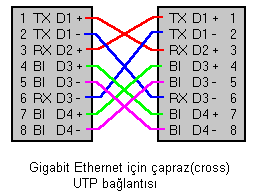 1 TX D1 + TX D1 + 1
2 TX D1 - TX D1 - 2
3 RX D2 + RX D2 + 3
4 BI D3 + BI D3 + 4
5 BI D3 - BI D3 - 5
6 RX D3 - RX D3 - 6
7 BI D4 + BI D4 + 7
8 BI D4 - BI D4 - 8
Gigabit Ethernet için çapraz(cross)
UTP bağlantısı